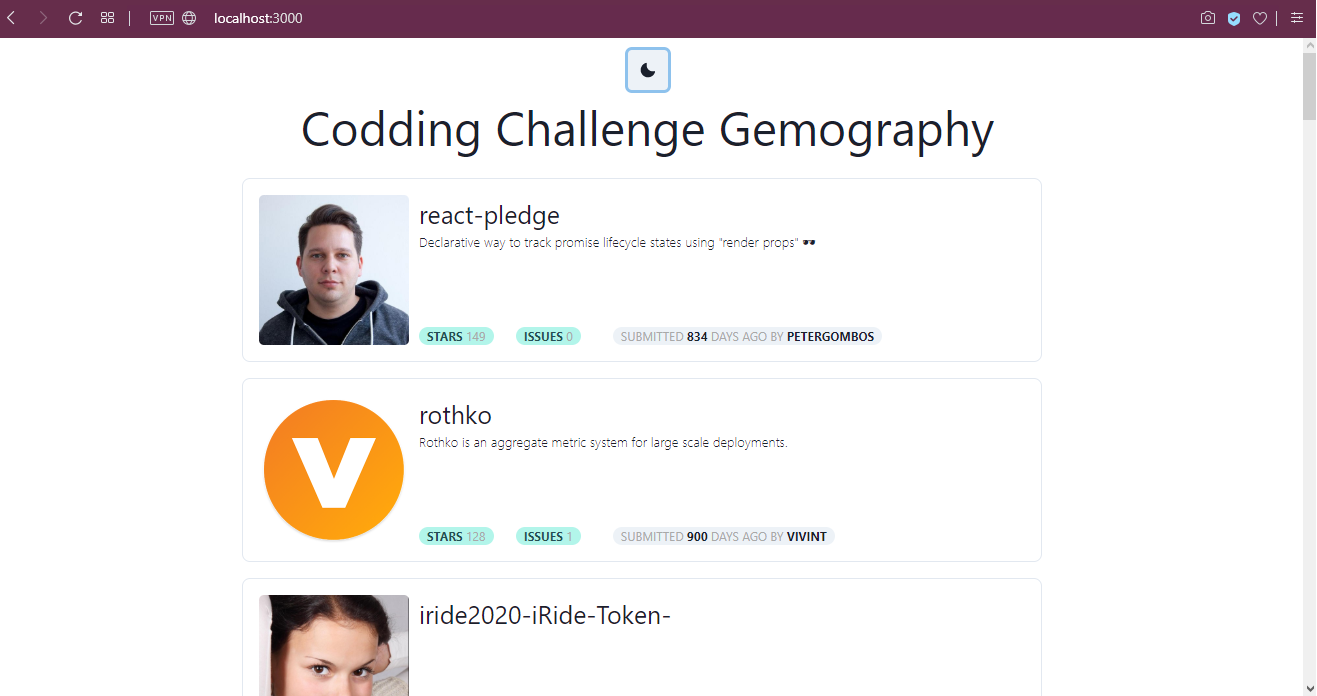 VPN localhost:3000
Codding Challenge Gemography
react-pledge
Declarative way to track promise lifecycle states using "render props" 🕶
STARS 149 ISSUES 0 SUBMITTED 834 DAYS AGO BY PETERGOMBOS
V
rothko
Rothko is an aggregate metric system for large scale deployments.
STARS 128 ISSUES 1 SUBMITTED 900 DAYS AGO BY VIVINT
iride2020-iRide-Token-